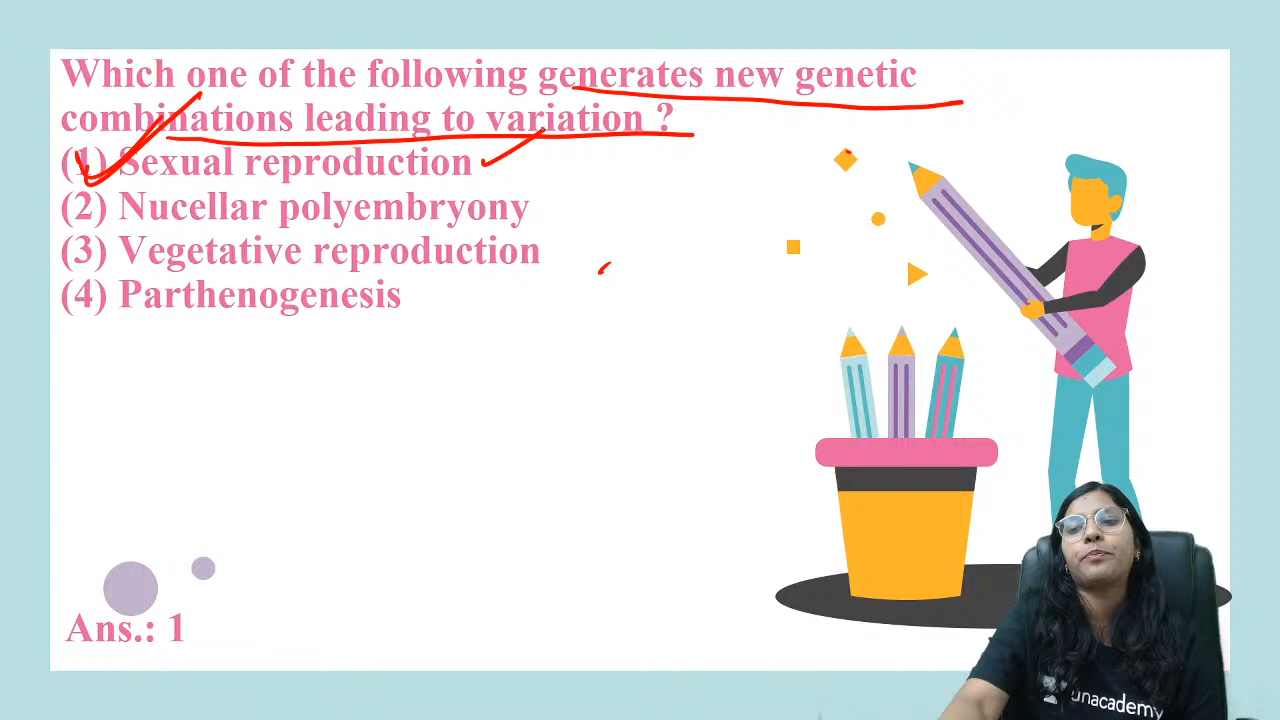 Which one of the following generates new genetic
combinations leading to variation ?
(1) Sexual reproduction
(2) Nucellar polyembryony
(3) Vegetative reproduction
(4) Parthenogenesis
Ans.: 1
unacademy